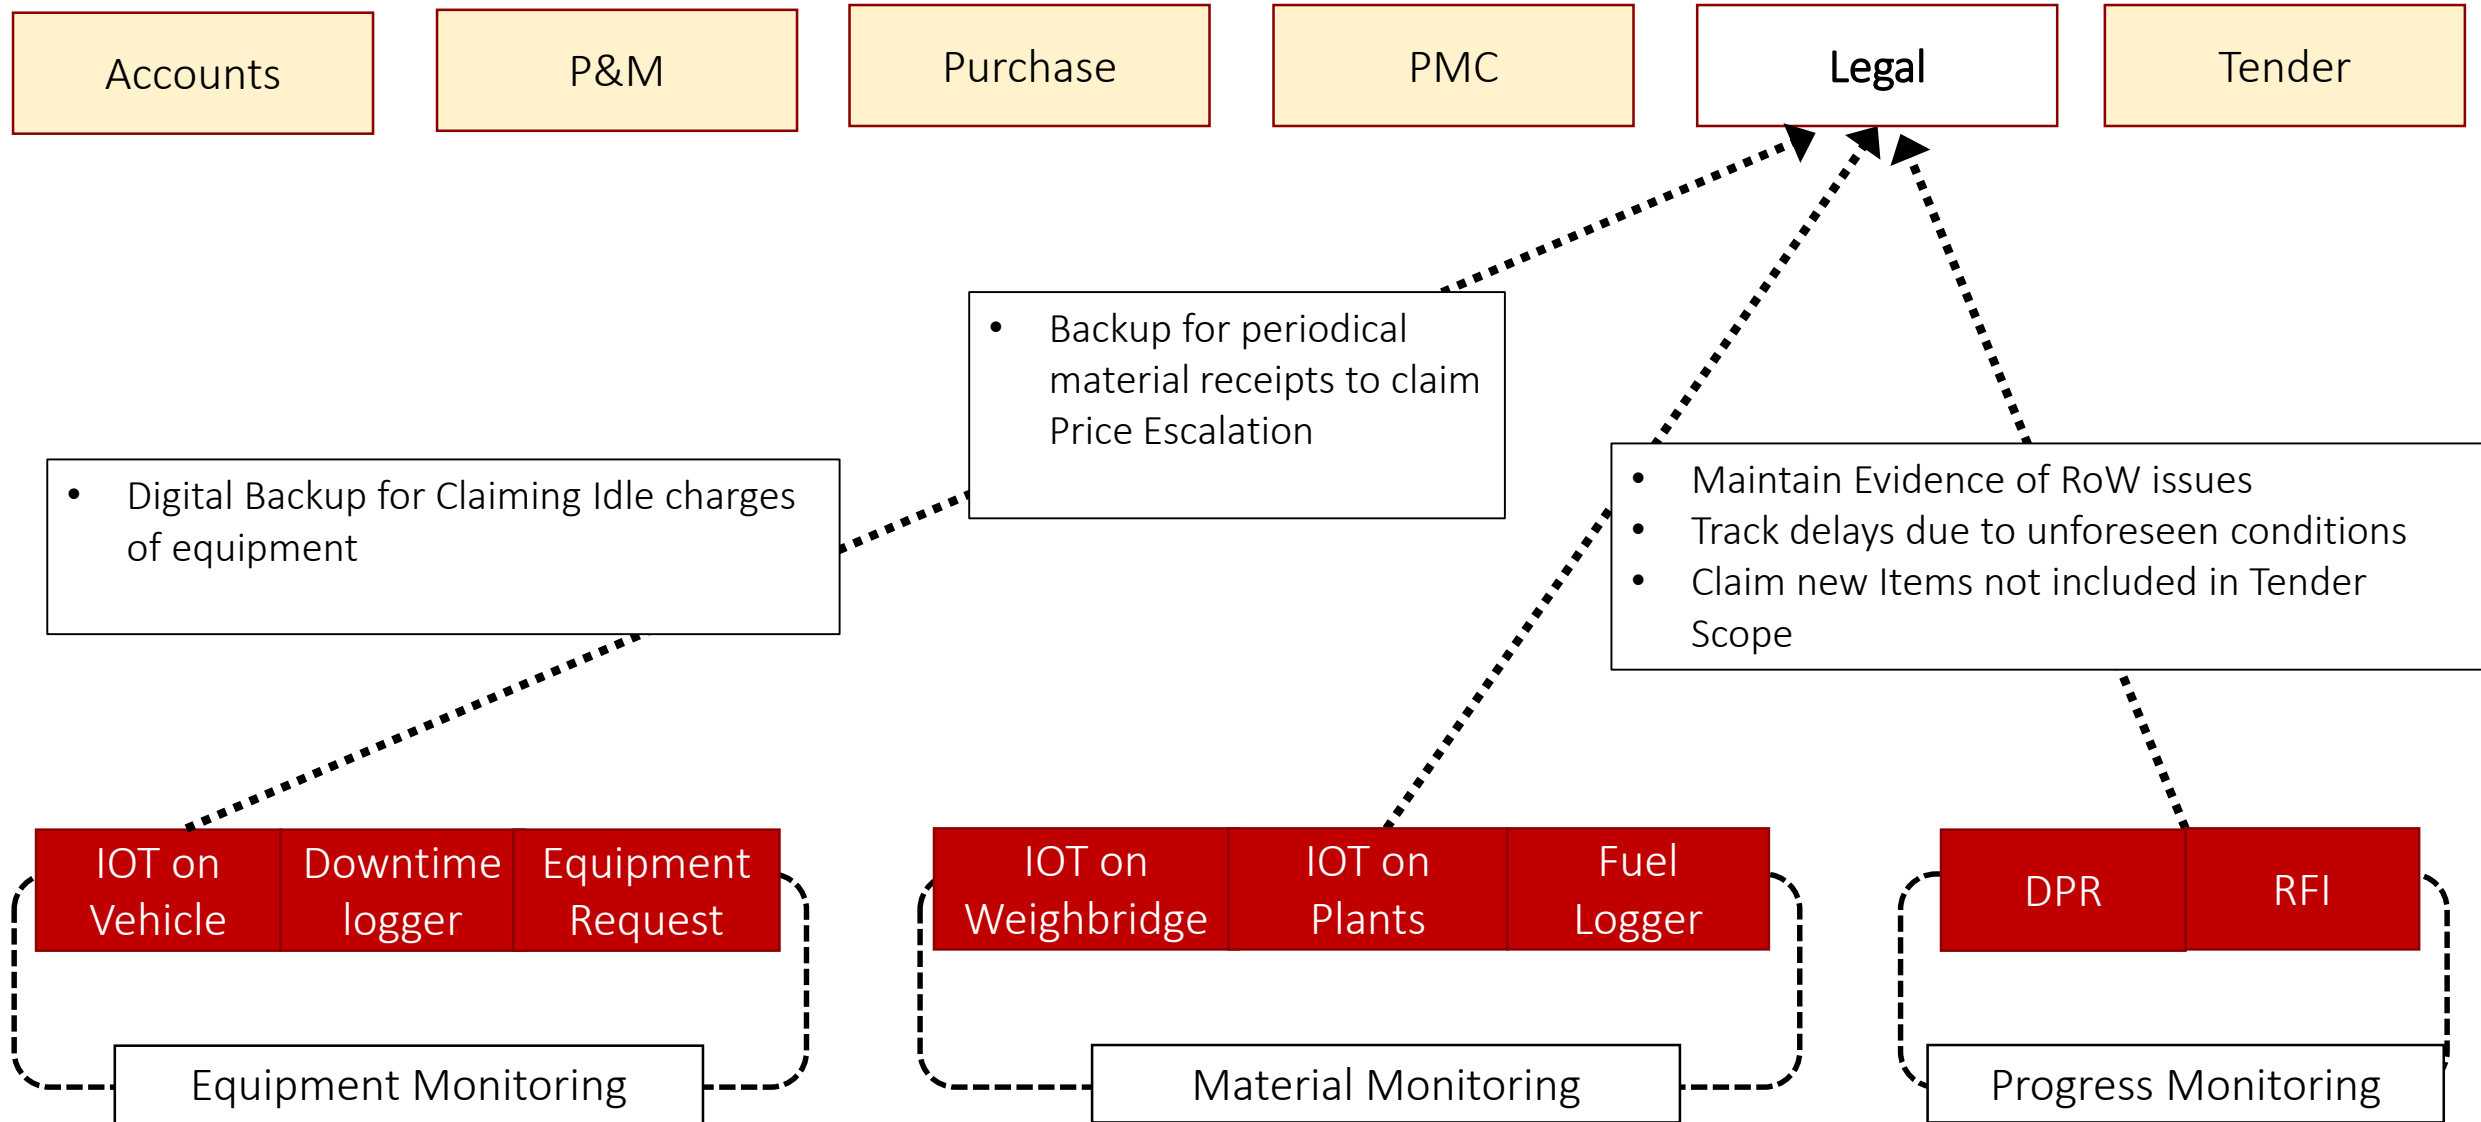 Accounts
P&M
Purchase
PMC
Legal
Tender
• Backup for periodical
material receipts to claim
Price Escalation
• Digital Backup for Claiming Idle charges
of equipment
• Maintain Evidence of RoW issues
• Track delays due to unforeseen conditions
• Claim new Items not included in Tender
Scope
IOT on
Vehicle
Downtime
logger
Equipment
Request
IOT on
Weighbridge
IOT on
Plants
Fuel
Logger
DPR
RFI
Equipment Monitoring
Material Monitoring
Progress Monitoring